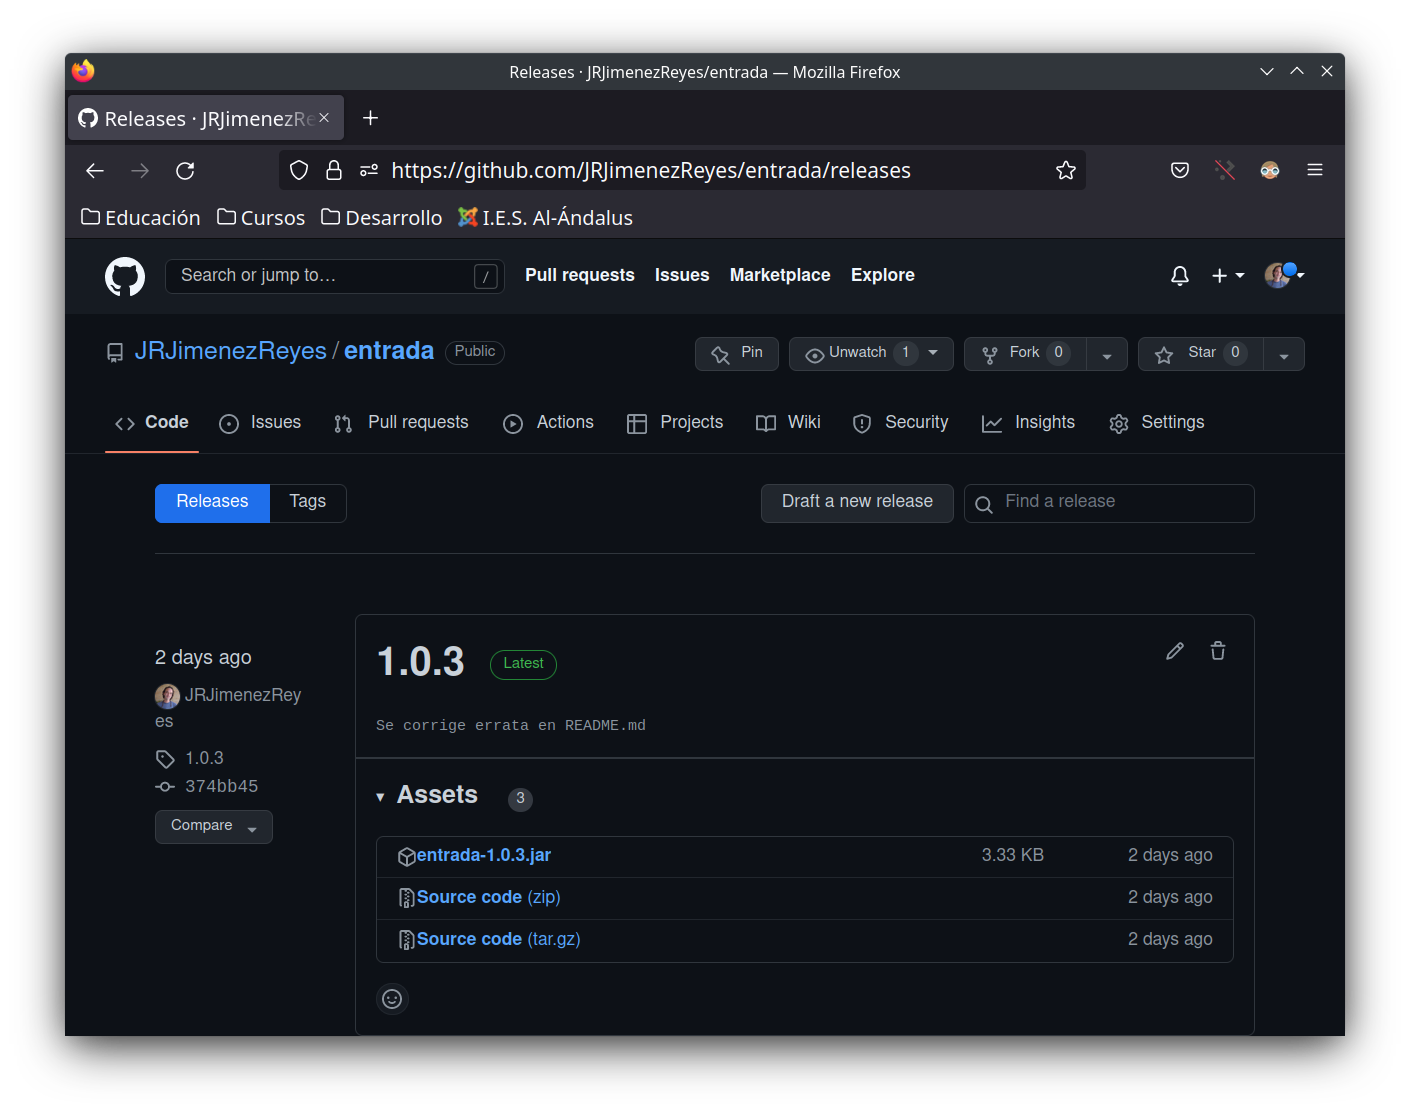 Releases · JRJimenezReyes/entrada — Mozilla Firefox
Releases · JRJimenezRe
https://github.com/JRJimenezReyes/entrada/releases
Educación Cursos Desarrollo I.E.S. Al-Ándalus
Search or jump to… / Pull requests Issues Marketplace Explore
JRJimenezReyes / entrada Public Pin Unwatch 1 Fork 0 Star 0
Code Issues Pull requests Actions Projects Wiki Security Insights Settings
Releases Tags Draft a new release Find a release
2 days ago
JRJimenezRey
es
1.0.3
374bb45
Compare
1.0.3 Latest
Se corrige errata en README.md
Assets 3
entrada-1.0.3.jar 3.33 KB 2 days ago
Source code (zip) 2 days ago
Source code (tar.gz) 2 days ago